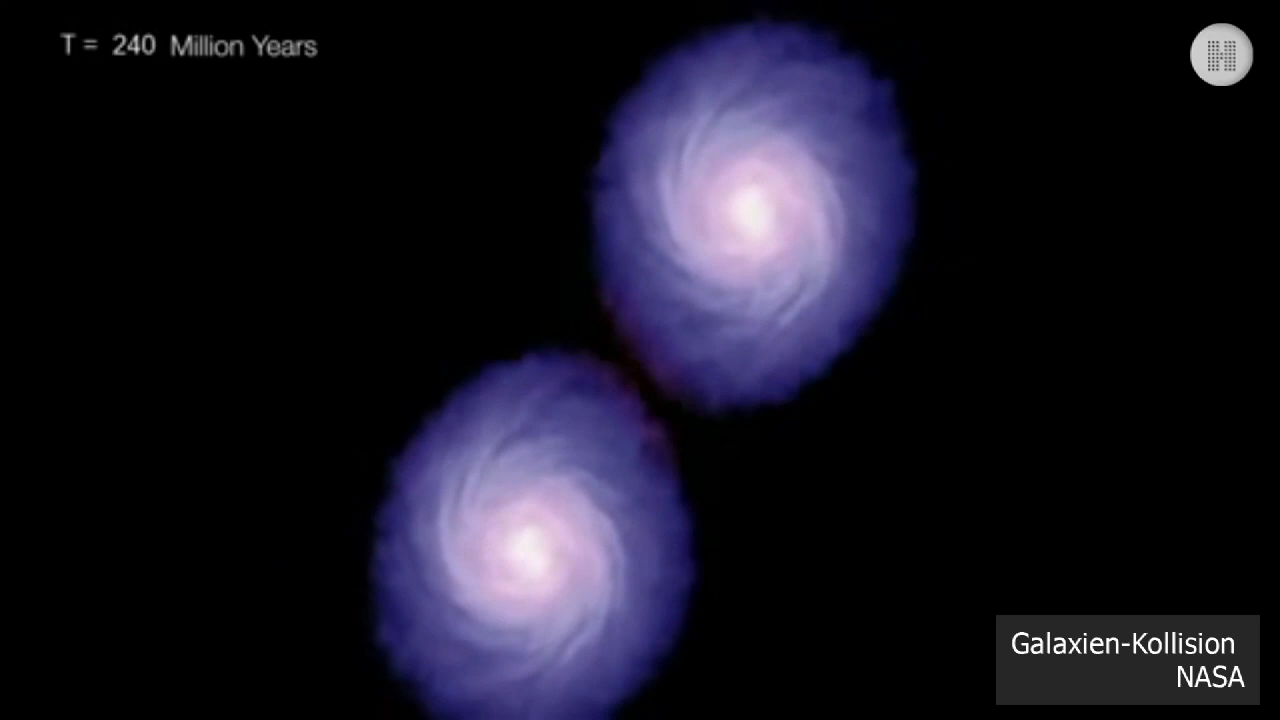 T = 240 Million Years
H
Galaxien-Kollision
NASA